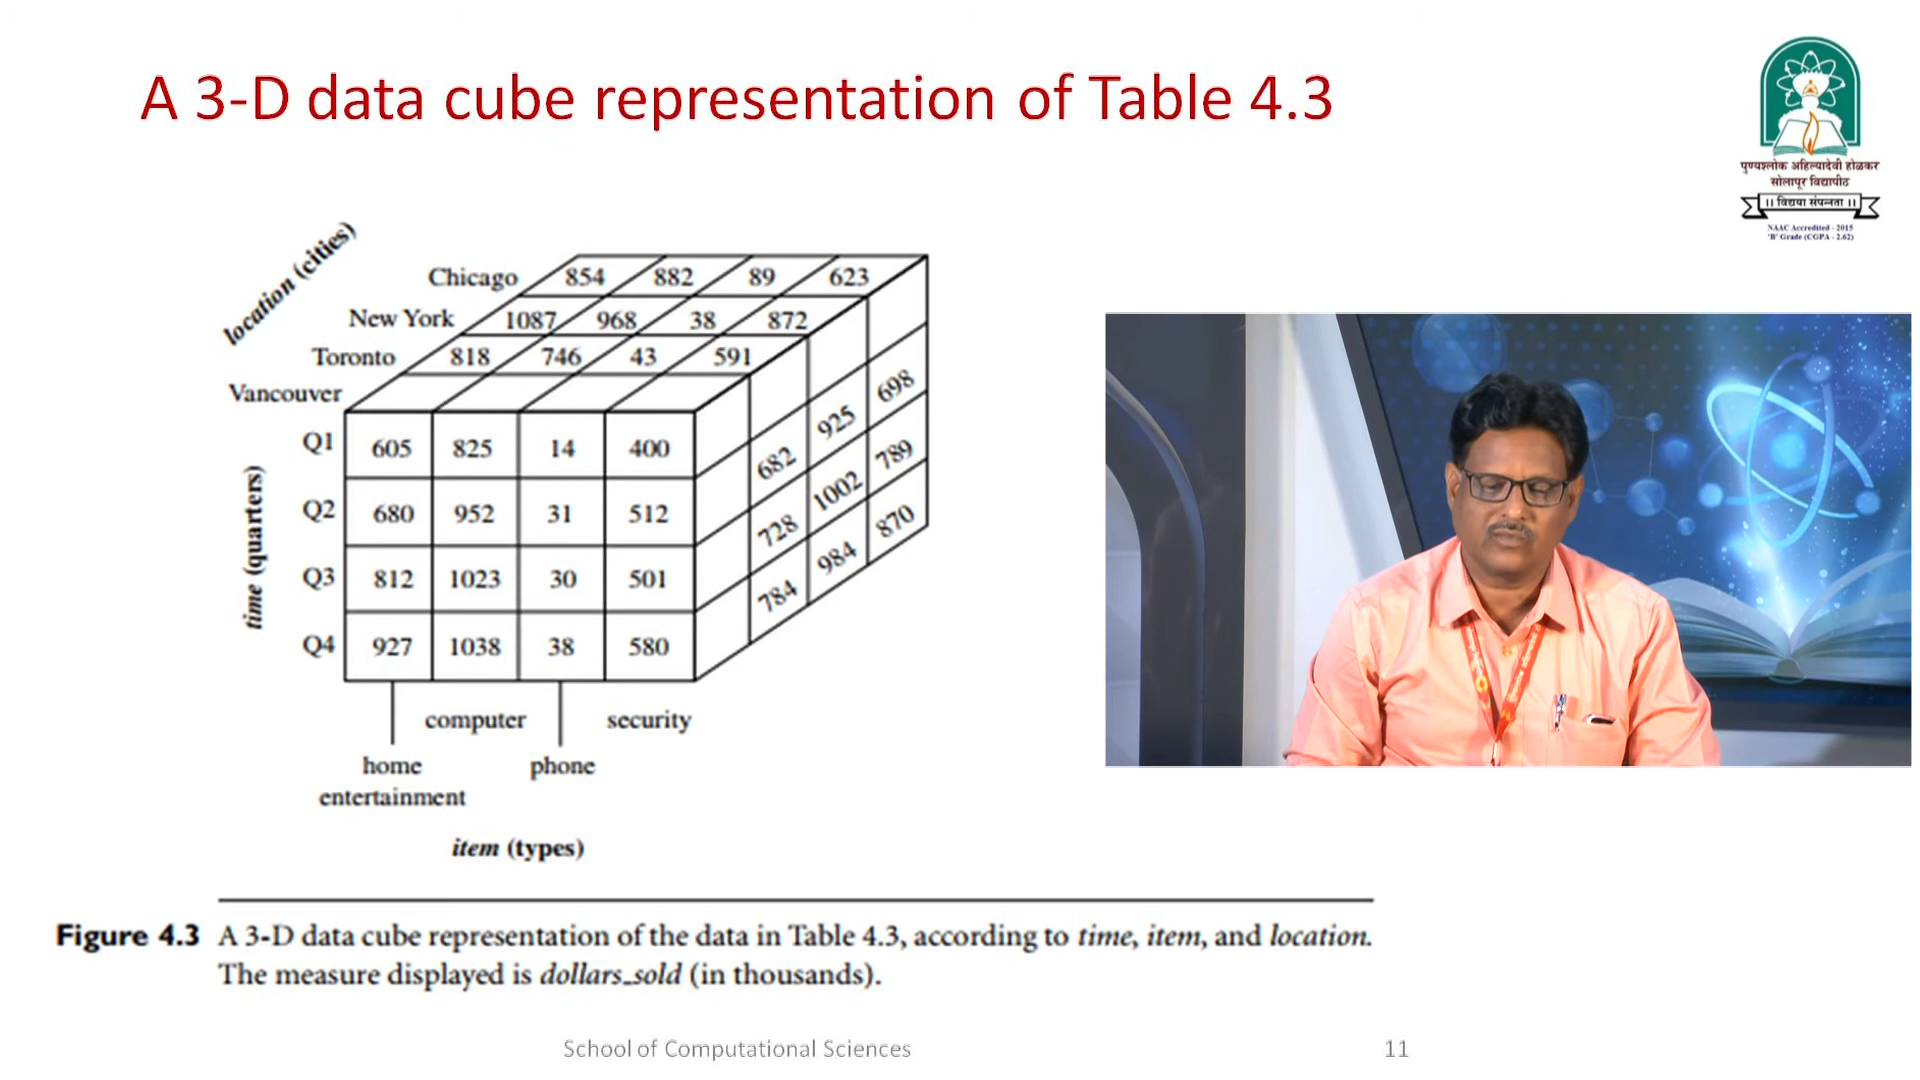 A 3-D data cube representation of Table 4.3
पुण्यश्लोक अहिल्यादेवी होळकर
सोलापूर विद्यापीठ
।। विद्यया संपन्नता ।।
NAAC Accredited - 2015
'B' Grade (CGPA - 2.62)
location (cities)
Chicago 854 882 89 623
New York 1087 968 38 872
Toronto 818 746 43 591
Vancouver
time (quarters)
Q1 605 825 14 400
Q2 680 952 31 512
Q3 812 1023 30 501
Q4 927 1038 38 580
682 925 698
728 1002 789
784 984 870
computer security
home phone
entertainment
item (types)
Figure 4.3 A 3-D data cube representation of the data in Table 4.3, according to time, item, and location.
The measure displayed is dollars_sold (in thousands).
School of Computational Sciences 11